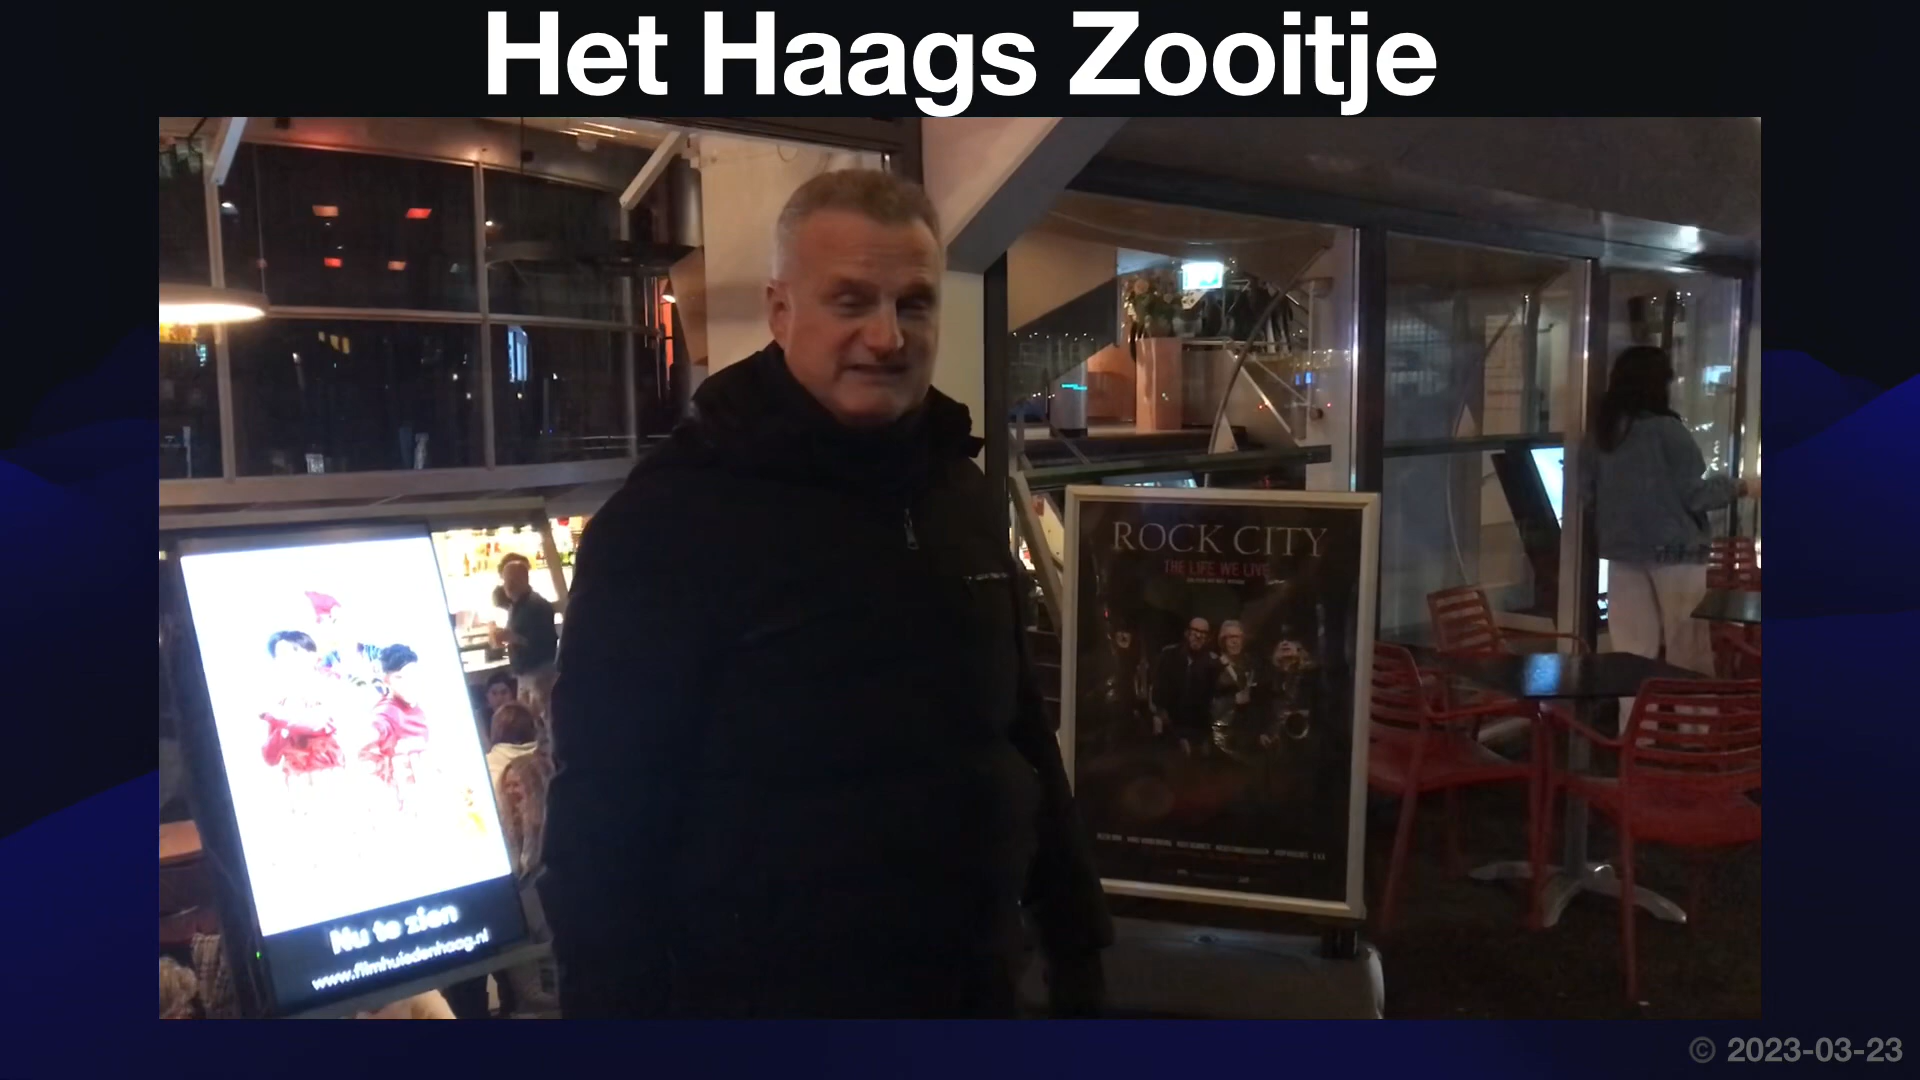 Het Haags Zooitje
ROCK CITY
THE LIFE WE LIVE
Nu te zien
www.filmhuisdenhaag.nl
© 2023-03-23